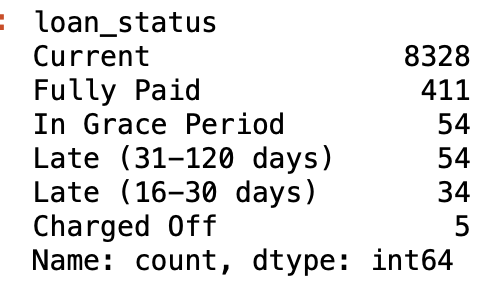 loan_status
Current 8328
Fully Paid 411
In Grace Period 54
Late (31-120 days) 54
Late (16-30 days) 34
Charged Off 5
Name: count, dtype: int64